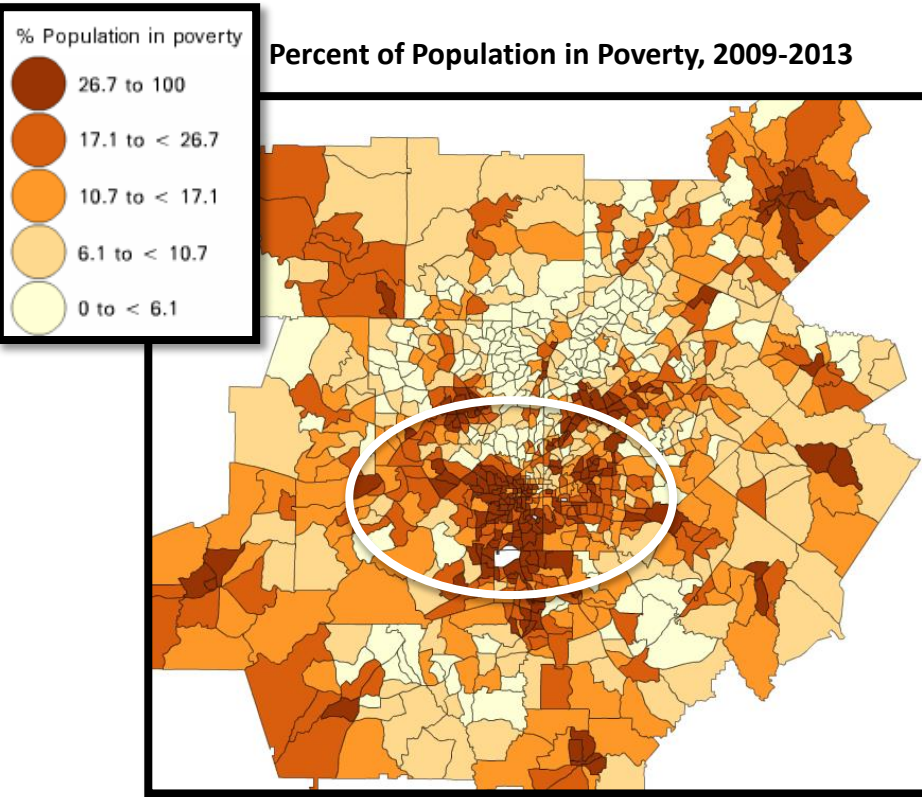 % Population in poverty
26.7 to 100
17.1 to < 26.7
10.7 to < 17.1
6.1 to < 10.7
0 to < 6.1
Percent of Population in Poverty, 2009-2013